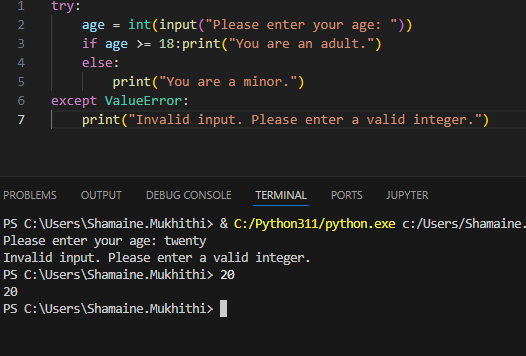 1 try:
2 age = int(input("Please enter your age: "))
3 if age >= 18:print("You are an adult.")
4 else:
5 print("You are a minor.")
6 except ValueError:
7 print("Invalid input. Please enter a valid integer.")
PROBLEMS OUTPUT DEBUG CONSOLE TERMINAL PORTS JUPYTER
PS C:\Users\Shamaine.Mukhithi> & C:/Python311/python.exe c:/Users/Shamaine.
Please enter your age: twenty
Invalid input. Please enter a valid integer.
PS C:\Users\Shamaine.Mukhithi> 20
20
PS C:\Users\Shamaine.Mukhithi>